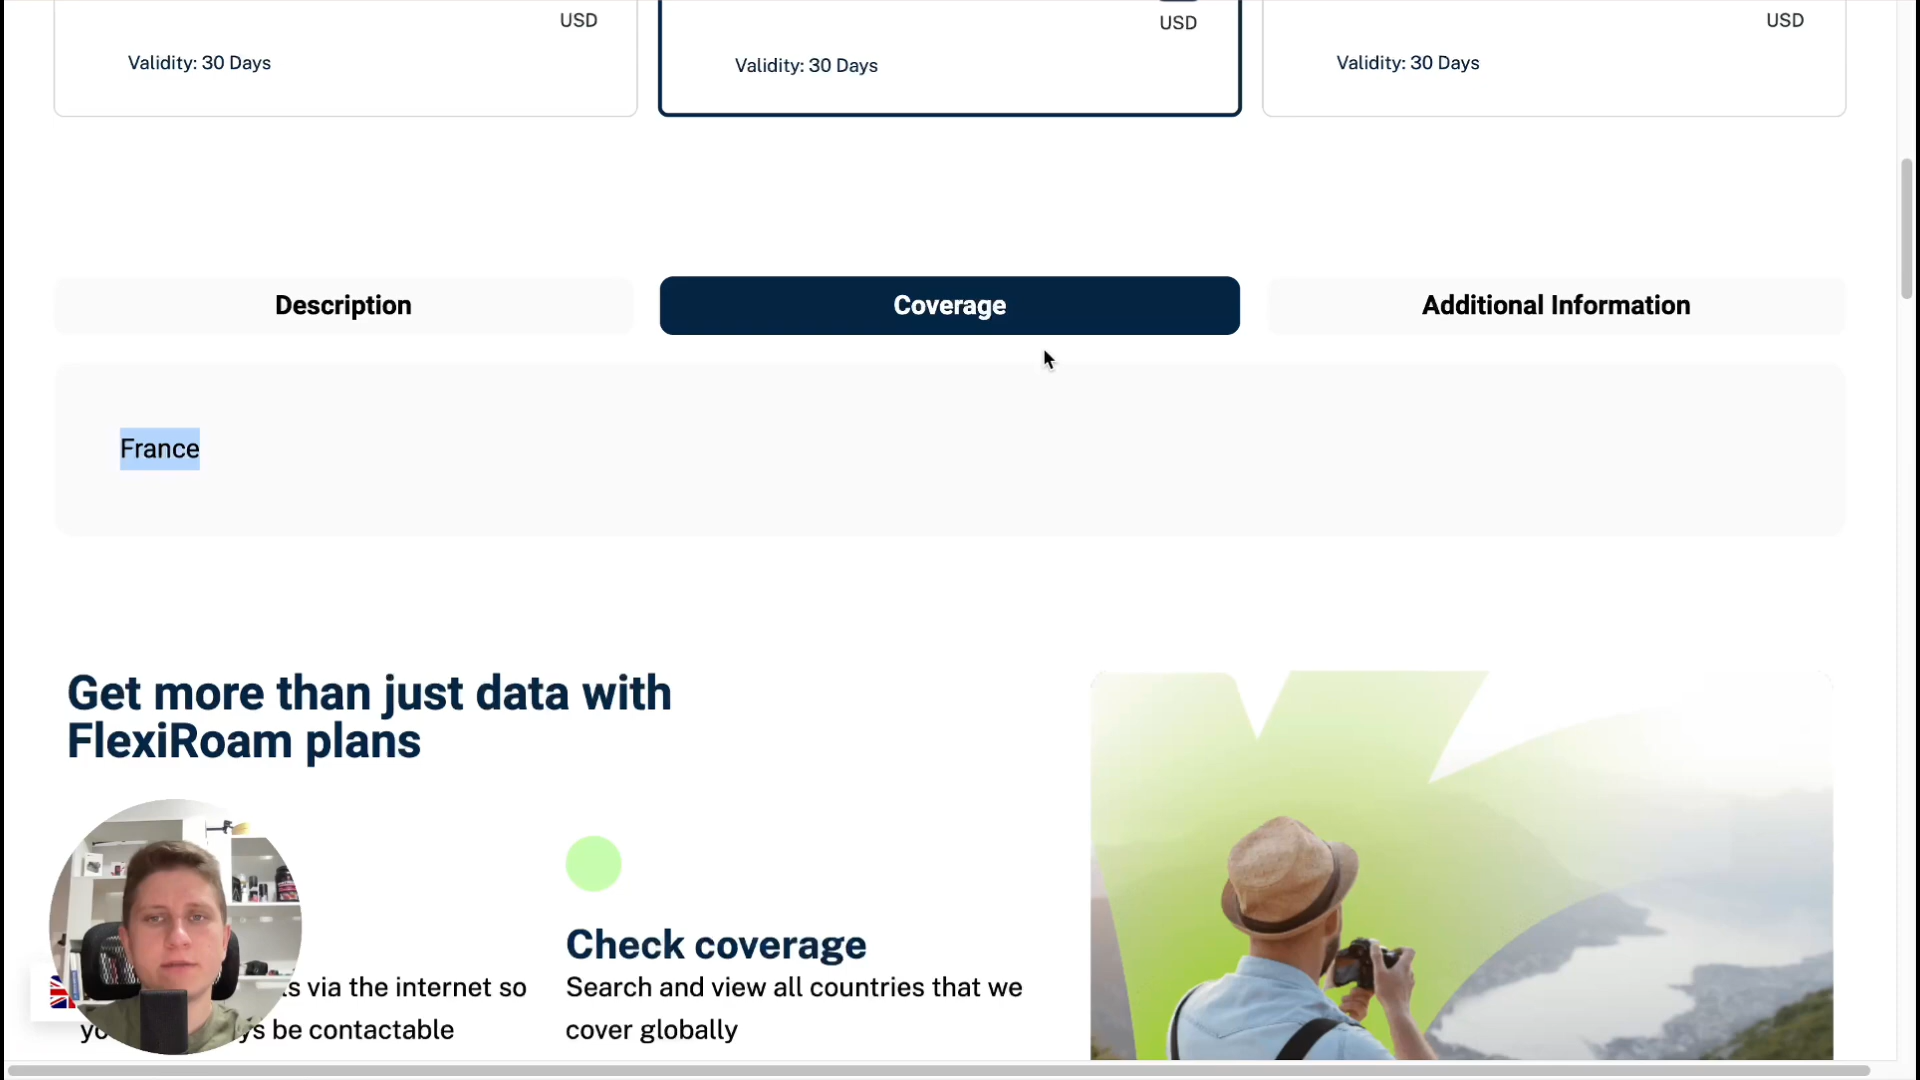 USD
USD
USD
Validity: 30 Days
Validity: 30 Days
Validity: 30 Days
Description
Coverage
Additional Information
France
Get more than just data with
FlexiRoam plans
Check coverage
via the internet so
be contactable
Search and view all countries that we
cover globally